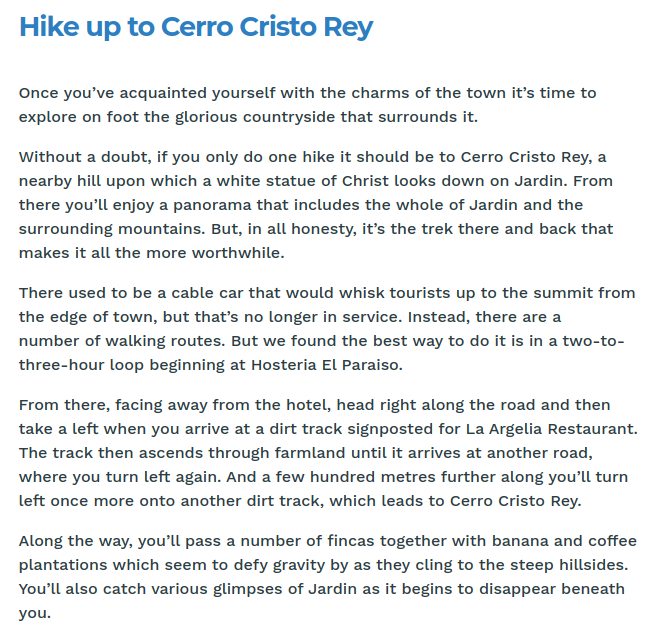 Hike up to Cerro Cristo Rey
Once you’ve acquainted yourself with the charms of the town it’s time to
explore on foot the glorious countryside that surrounds it.
Without a doubt, if you only do one hike it should be to Cerro Cristo Rey, a
nearby hill upon which a white statue of Christ looks down on Jardin. From
there you’ll enjoy a panorama that includes the whole of Jardin and the
surrounding mountains. But, in all honesty, it’s the trek there and back that
makes it all the more worthwhile.
There used to be a cable car that would whisk tourists up to the summit from
the edge of town, but that’s no longer in service. Instead, there are a
number of walking routes. But we found the best way to do it is in a two-to-
three-hour loop beginning at Hosteria El Paraiso.
From there, facing away from the hotel, head right along the road and then
take a left when you arrive at a dirt track signposted for La Argelia Restaurant.
The track then ascends through farmland until it arrives at another road,
where you turn left again. And a few hundred metres further along you’ll turn
left once more onto another dirt track, which leads to Cerro Cristo Rey.
Along the way, you’ll pass a number of fincas together with banana and coffee
plantations which seem to defy gravity by as they cling to the steep hillsides.
You’ll also catch various glimpses of Jardin as it begins to disappear beneath
you.